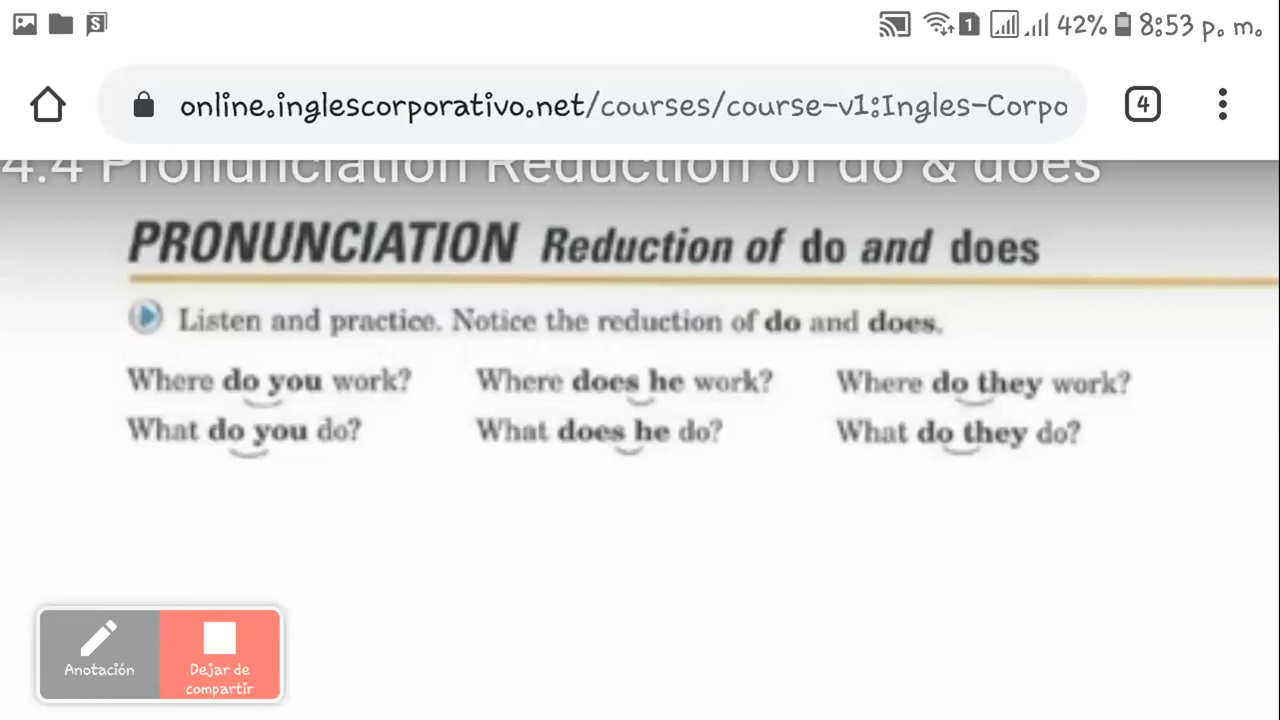 42% 8:53 p. m.
online.inglescorporativo.net/courses/course-v1:Ingles-Corpo
4
4.4 Pronunciation Reduction of do & does
PRONUNCIATION Reduction of do and does
Listen and practice. Notice the reduction of do and does.
Where do you work? Where does he work? Where do they work?
What do you do? What does he do? What do they do?
Anotación Dejar de
compartir